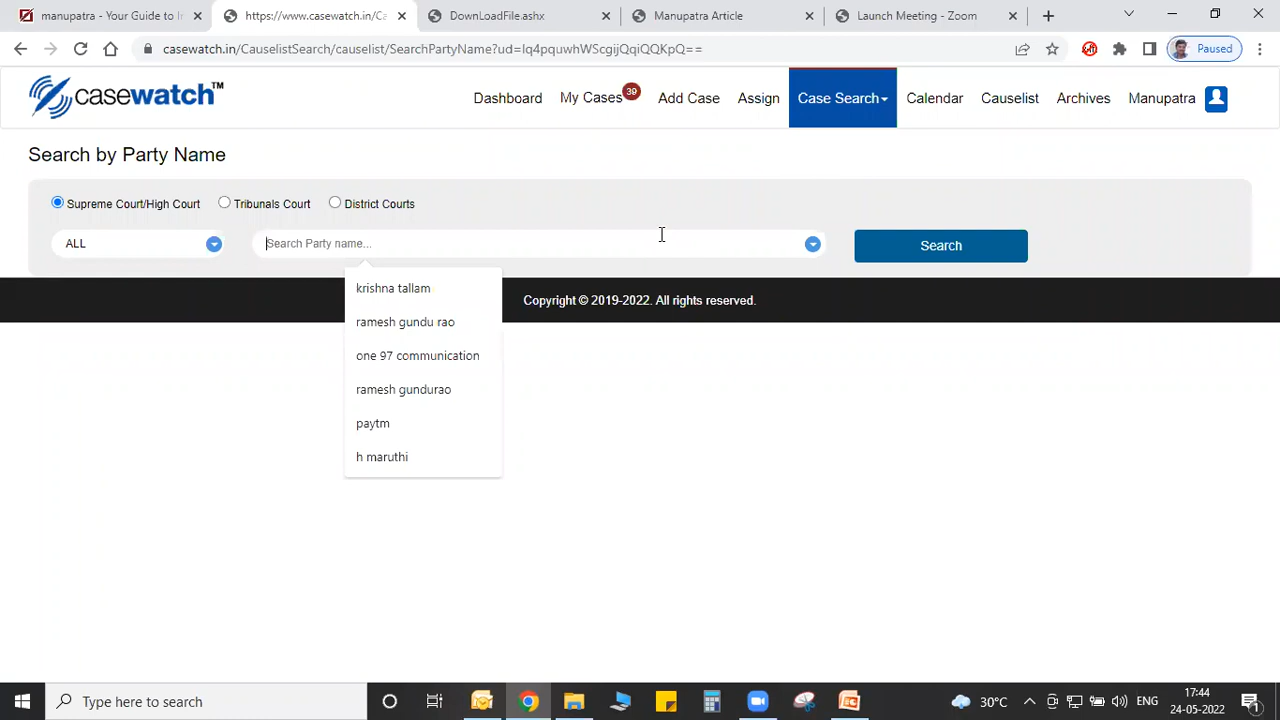 manupatra - Your Guide to In
https://www.casewatch.in/Ca
DownLoadFile.ashx
Manupatra Article
Launch Meeting - Zoom
casewatch.in/CauselistSearch/causelist/SearchPartyName?ud=Iq4pquwhWScgijQqiQQKpQ==
Paused
casewatch™
Dashboard
My Cases 39
Add Case
Assign
Case Search
Calendar
Causelist
Archives
Manupatra
Search by Party Name
Supreme Court/High Court
Tribunals Court
District Courts
ALL
Search Party name...
Search
krishna tallam
ramesh gundu rao
one 97 communication
ramesh gundurao
paytm
h maruthi
Copyright © 2019-2022. All rights reserved.
Type here to search
30°C
ENG
17:44
24-05-2022
1